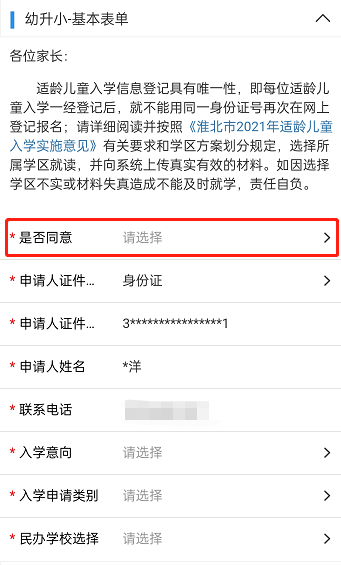 幼升小-基本表单
各位家长：
适龄儿童入学信息登记具有唯一性，即每位适龄儿
童入学一经登记后，就不能用同一身份证号再次在网上
登记报名；请详细阅读并按照《淮北市2021年适龄儿童
入学实施意见》有关要求和学区方案划分规定，选择所
属学区就读，并向系统上传真实有效的材料。如因选择
学区不实或材料失真造成不能及时就学，责任自负。
* 是否同意 请选择
* 申请人证件... 身份证
* 申请人证件... 3****************1
* 申请人姓名 *洋
* 联系电话
* 入学意向 请选择
* 入学申请类别 请选择
* 民办学校选择 请选择